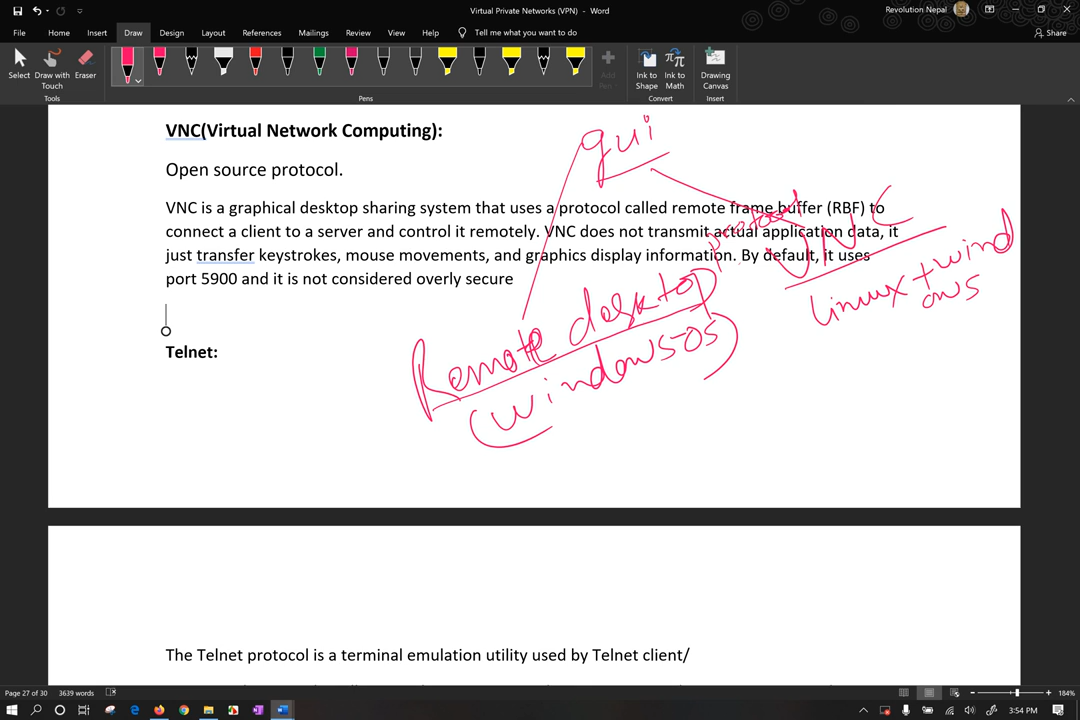 Virtual Private Networks (VPN) - Word
Revolution Nepal
File Home Insert Draw Design Layout References Mailings Review View Help Tell me what you want to do
Share
Select
Draw with
Touch
Eraser
Add
Pen
Ink to
Shape
Ink to
Math
Drawing
Canvas
Tools
Pens
Convert
Insert
VNC(Virtual Network Computing):
gui
Open source protocol.
VNC is a graphical desktop sharing system that uses a protocol called remote frame buffer (RBF) to
connect a client to a server and control it remotely. VNC does not transmit actual application data, it
just transfer keystrokes, mouse movements, and graphics display information. By default, it uses
port 5900 and it is not considered overly secure
protocol
VNC
linux + wind
ows
Remote desktop
(windows-os)
Telnet:
The Telnet protocol is a terminal emulation utility used by Telnet client/
Page 27 of 30 3639 words
184%
3:54 PM